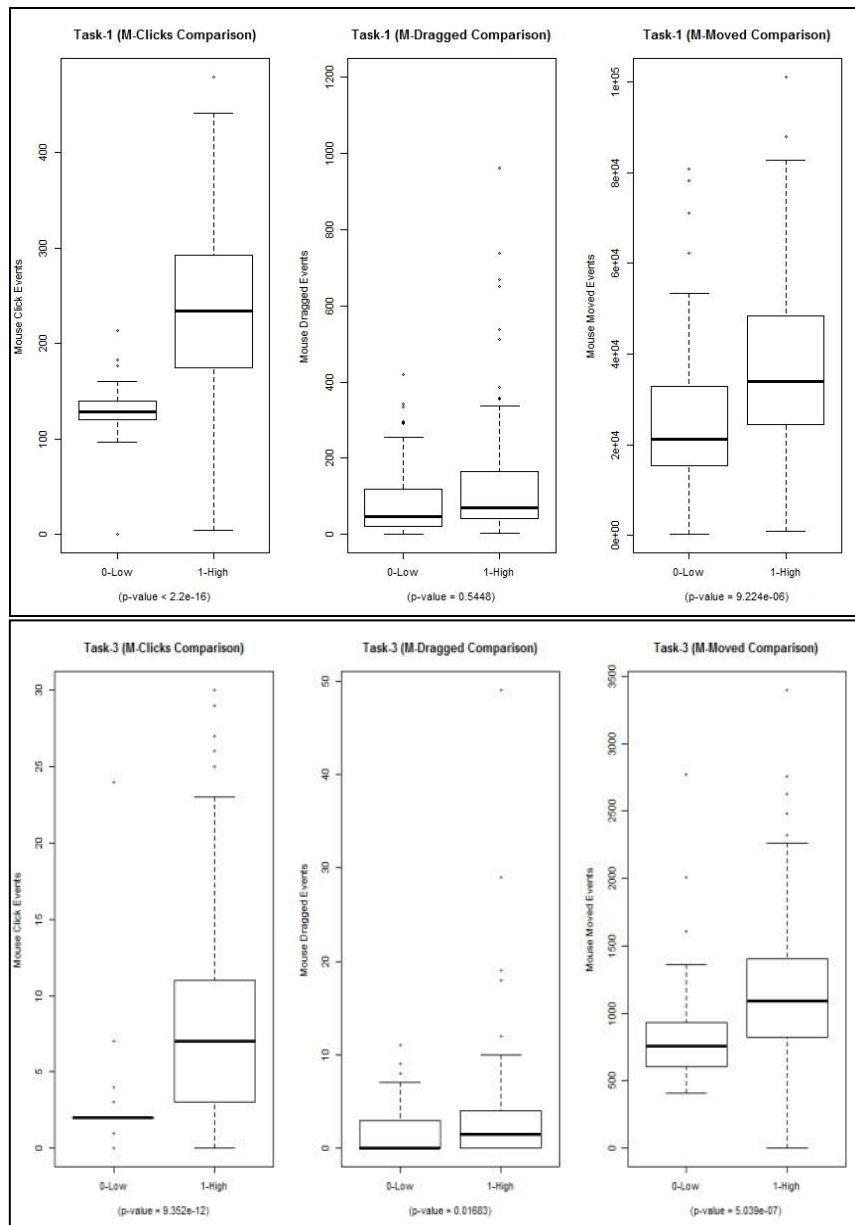 Task-1 (M-Clicks Comparison)
Mouse Click Events
400
300
200
100
0
0-Low 1-High
(p-value < 2.2e-16)
Task-1 (M-Dragged Comparison)
Mouse Dragged Events
1200
1000
800
600
400
200
0
0-Low 1-High
(p-value = 0.5448)
Task-1 (M-Moved Comparison)
Mouse Moved Events
1e+05
8e+04
6e+04
4e+04
2e+04
0e+00
0-Low 1-High
(p-value = 9.224e-06)
Task-3 (M-Clicks Comparison)
Mouse Click Events
30
25
20
15
10
5
0
0-Low 1-High
(p-value = 9.352e-12)
Task-3 (M-Dragged Comparison)
Mouse Dragged Events
50
40
30
20
10
0
0-Low 1-High
(p-value = 0.01683)
Task-3 (M-Moved Comparison)
Mouse Moved Events
3500
3000
2500
2000
1500
1000
500
0
0-Low 1-High
(p-value = 5.039e-07)